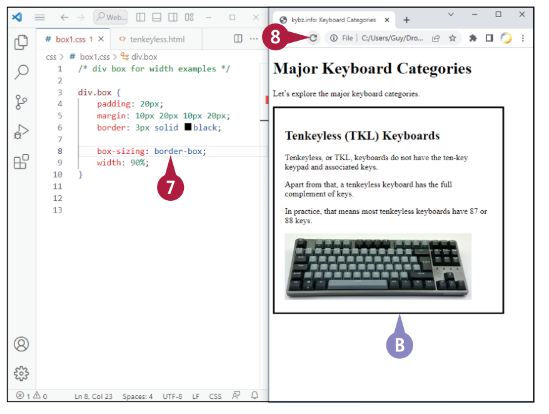 Web...
# box1.css 1 ×
<> tenkeyless.html
css > # box1.css > div.box
1 /* div box for width examples */
2
3 div.box {
4 padding: 20px;
5 margin: 10px 20px 10px 20px;
6 border: 3px solid black;
7
8 box-sizing: border-box;
9 width: 90%;
10 }
11
12
13
7
1 0 Ln 8, Col 23 Spaces: 4 UTF-8 LF CSS
kybz.info Keyboard Categories
8
File | C:/Users/Guy/Dro...
Major Keyboard Categories
Let's explore the major keyboard categories.
Tenkeyless (TKL) Keyboards
Tenkeyless, or TKL, keyboards do not have the ten-key
keypad and associated keys.
Apart from that, a tenkeyless keyboard has the full
complement of keys.
In practice, that means most tenkeyless keyboards have 87 or
88 keys.
B